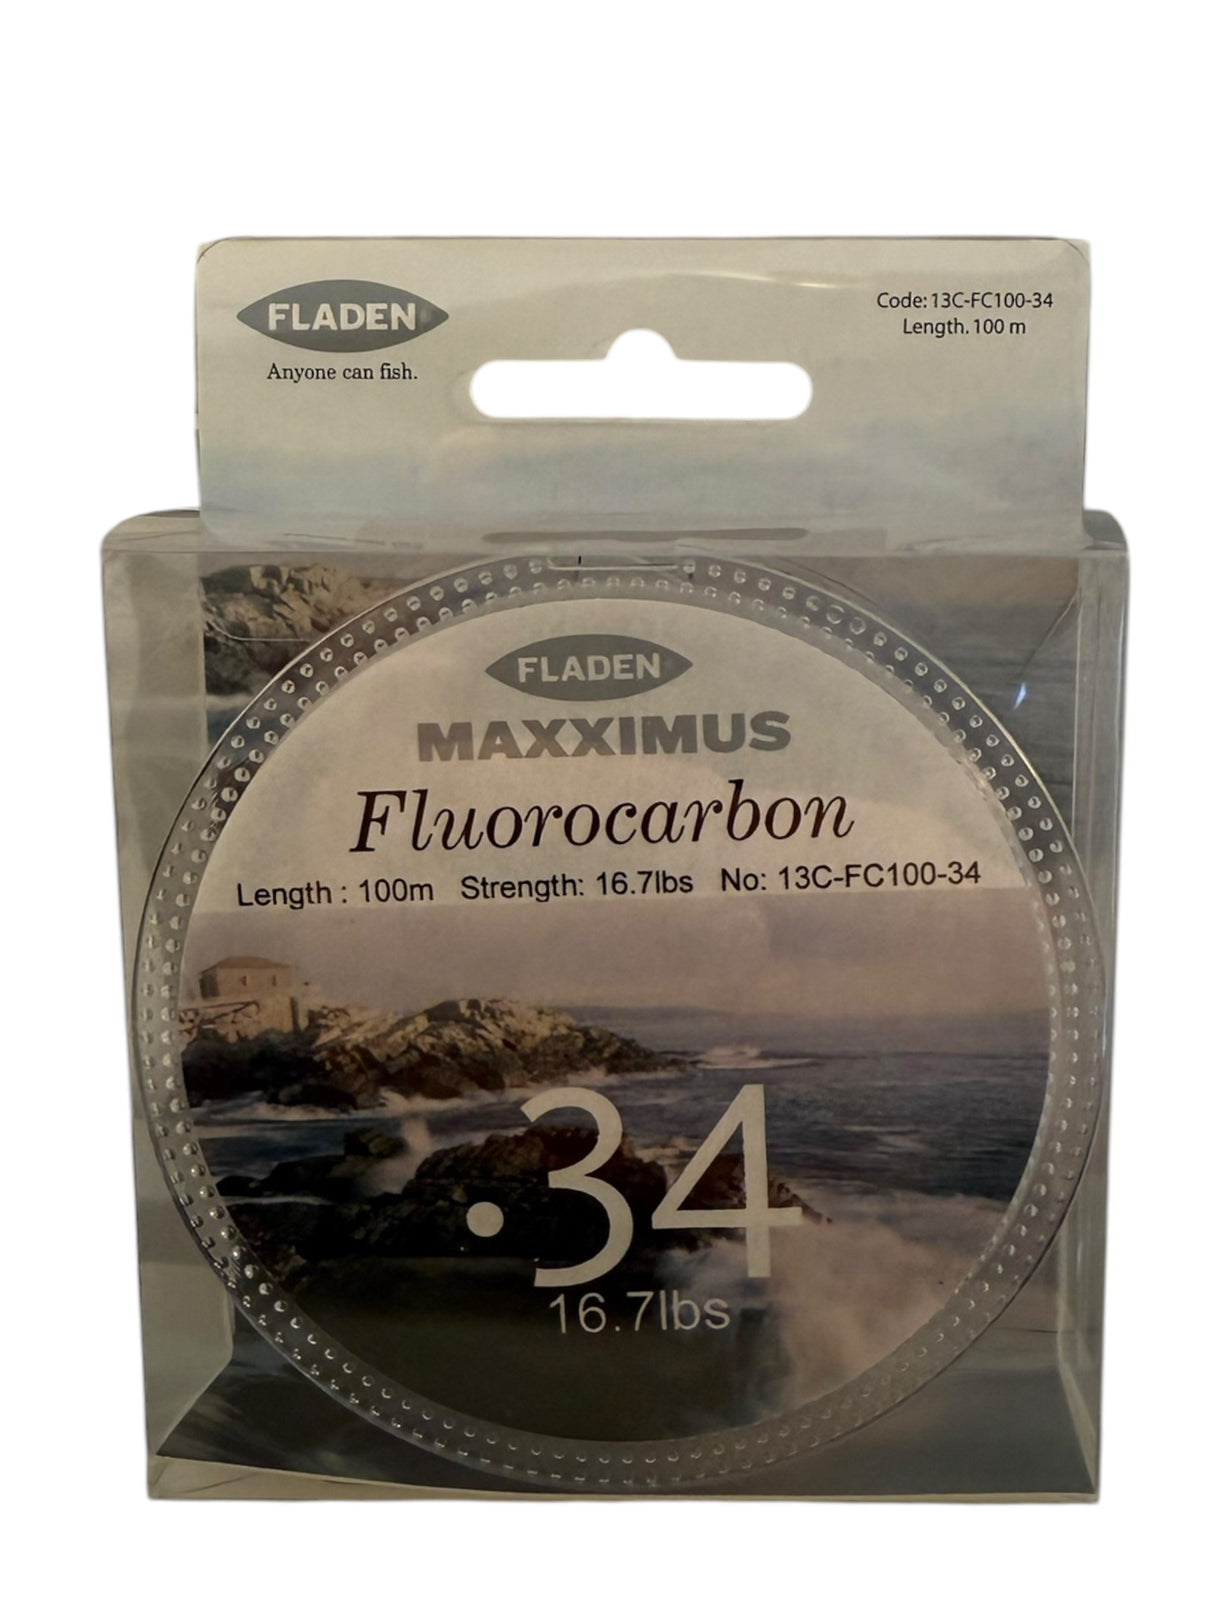 FLADEN
Anyone can fish.
Code: 13C-FC100-34
Length. 100 m
FLADEN
MAXXIMUS
Fluorocarbon
Length : 100m Strength: 16.7lbs No: 13C-FC100-34
.34
16.7lbs